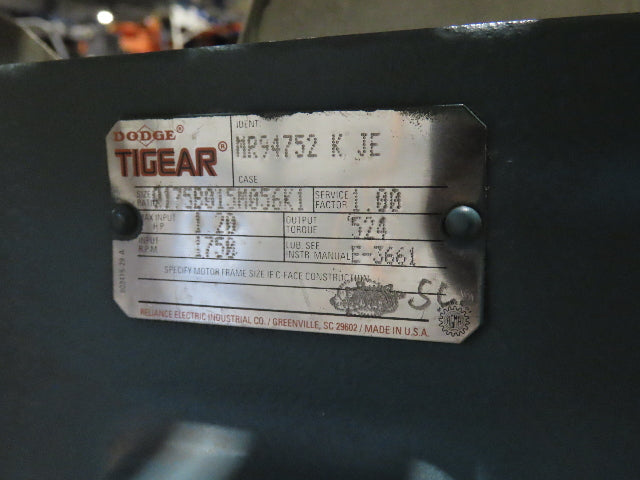 IDENT.
DODGE®
TIGEAR®
MR94752 K JE
CASE
SIZE
RATIO
Q175B015M056K1
SERVICE
FACTOR
1.00
MAX INPUT
H.P.
1.20
OUTPUT
TORQUE
524
INPUT
R.P.M.
1750
LUB. SEE
INSTR. MANUAL
E-3661
SPECIFY MOTOR FRAME SIZE IF C-FACE CONSTRUCTION
RELIANCE ELECTRIC INDUSTRIAL CO. / GREENVILLE, SC 29602 / MADE IN U.S.A.